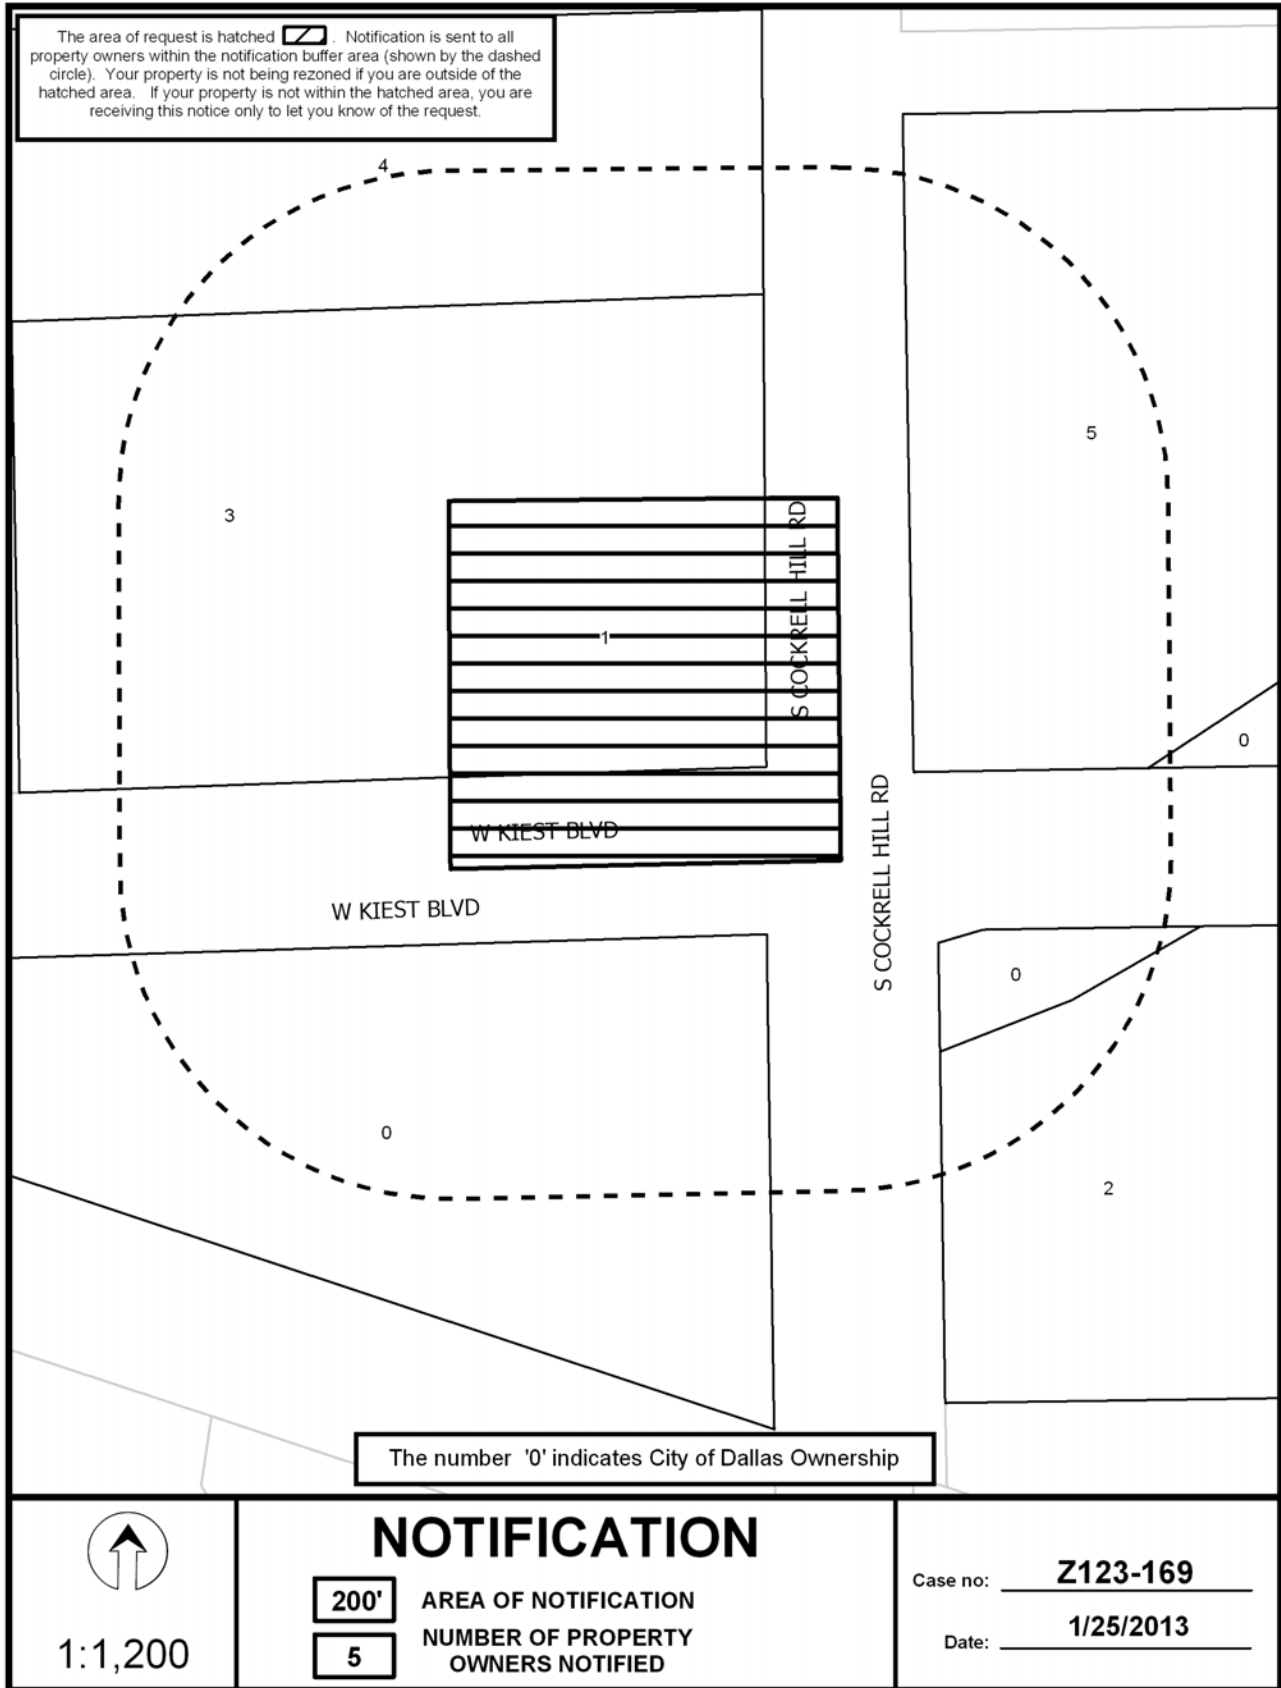 The area of request is hatched . Notification is sent to all
property owners within the notification buffer area (shown by the dashed
circle). Your property is not being rezoned if you are outside of the
hatched area. If your property is not within the hatched area, you are
receiving this notice only to let you know of the request.
4
5
3
S COCKRELL HILL RD
1
0
W KIEST BLVD
S COCKRELL HILL RD
W KIEST BLVD
0
0
2
The number '0' indicates City of Dallas Ownership
1:1,200
NOTIFICATION
200' AREA OF NOTIFICATION
5 NUMBER OF PROPERTY
OWNERS NOTIFIED
Case no: Z123-169
Date: 1/25/2013